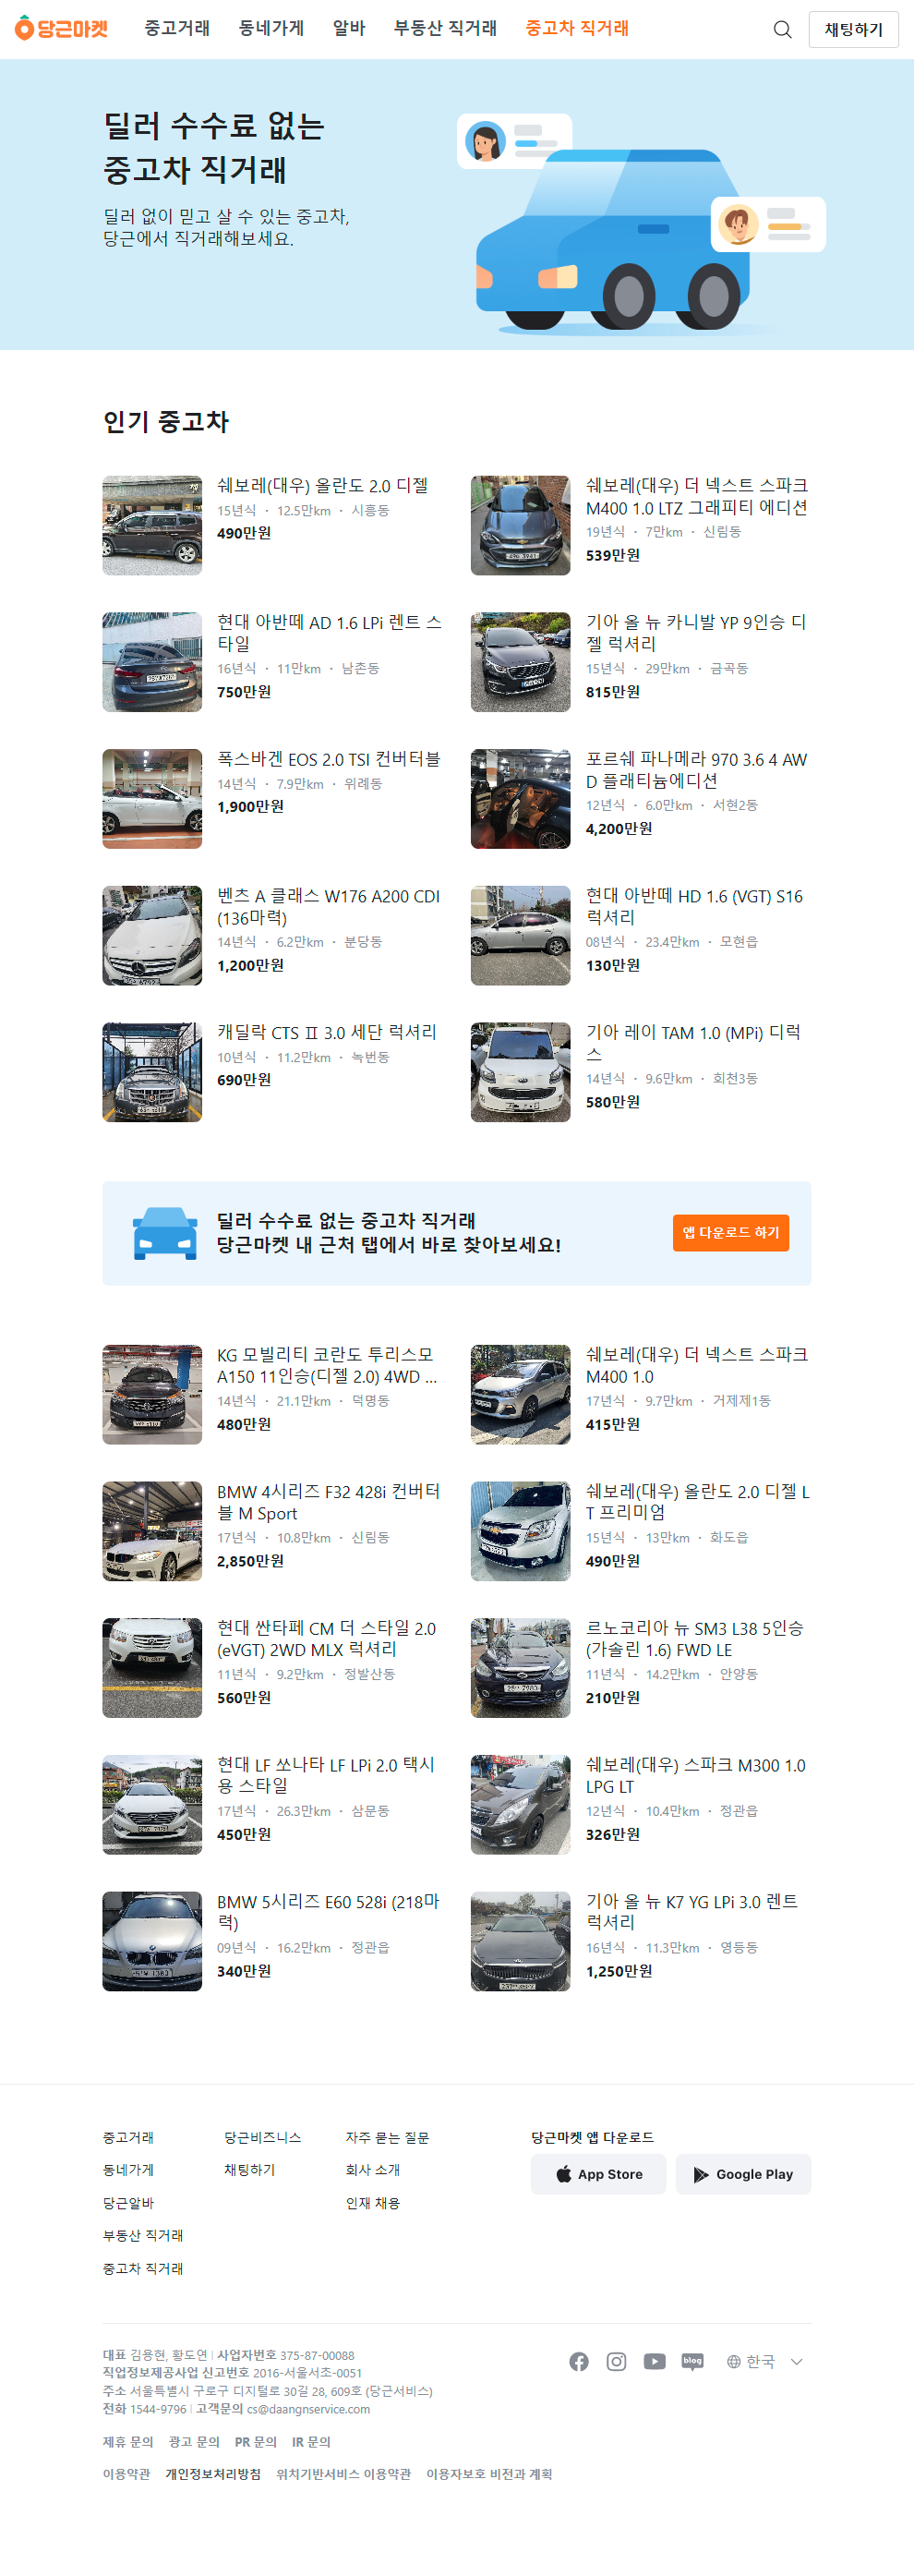 당근마켓
중고거래 동네가게 알바 부동산 직거래 중고차 직거래 채팅하기
딜러 수수료 없는
중고차 직거래
딜러 없이 믿고 살 수 있는 중고차,
당근에서 직거래해보세요.
인기 중고차
쉐보레(대우) 올란도 2.0 디젤
15년식 · 12.5만km · 시흥동
490만원
쉐보레(대우) 더 넥스트 스파크
M400 1.0 LTZ 그래피티 에디션
19년식 · 7만km · 신림동
539만원
현대 아반떼 AD 1.6 LPi 렌트 스
타일
16년식 · 11만km · 남촌동
750만원
기아 올 뉴 카니발 YP 9인승 디
젤 럭셔리
15년식 · 29만km · 금곡동
815만원
폭스바겐 EOS 2.0 TSI 컨버터블
14년식 · 7.9만km · 위례동
1,900만원
포르쉐 파나메라 970 3.6 4 AW
D 플래티늄에디션
12년식 · 6.0만km · 서현2동
4,200만원
벤츠 A 클래스 W176 A200 CDI
(136마력)
14년식 · 6.2만km · 분당동
1,200만원
현대 아반떼 HD 1.6 (VGT) S16
럭셔리
08년식 · 23.4만km · 모현읍
130만원
캐딜락 CTS Ⅱ 3.0 세단 럭셔리
10년식 · 11.2만km · 녹번동
690만원
기아 레이 TAM 1.0 (MPi) 디럭
스
14년식 · 9.6만km · 회천3동
580만원
딜러 수수료 없는 중고차 직거래
당근마켓 내 근처 탭에서 바로 찾아보세요!
앱 다운로드 하기
KG 모빌리티 코란도 투리스모
A150 11인승(디젤 2.0) 4WD ...
14년식 · 21.1만km · 덕명동
480만원
쉐보레(대우) 더 넥스트 스파크
M400 1.0
17년식 · 9.7만km · 거제제1동
415만원
BMW 4시리즈 F32 428i 컨버터
블 M Sport
17년식 · 10.8만km · 신림동
2,850만원
쉐보레(대우) 올란도 2.0 디젤 L
T 프리미엄
15년식 · 13만km · 화도읍
490만원
현대 싼타페 CM 더 스타일 2.0
(eVGT) 2WD MLX 럭셔리
11년식 · 9.2만km · 정발산동
560만원
르노코리아 뉴 SM3 L38 5인승
(가솔린 1.6) FWD LE
11년식 · 14.2만km · 안양동
210만원
현대 LF 쏘나타 LF LPi 2.0 택시
용 스타일
17년식 · 26.3만km · 삼문동
450만원
쉐보레(대우) 스파크 M300 1.0
LPG LT
12년식 · 10.4만km · 정관읍
326만원
BMW 5시리즈 E60 528i (218마
력)
09년식 · 16.2만km · 정관읍
340만원
기아 올 뉴 K7 YG LPi 3.0 렌트
럭셔리
16년식 · 11.3만km · 영등동
1,250만원
중고거래 당근비즈니스 자주 묻는 질문 당근마켓 앱 다운로드
동네가게 채팅하기 회사 소개 App Store Google Play
당근알바 인재 채용
부동산 직거래
중고차 직거래
대표 김용현, 황도연 | 사업자번호 375-87-00088
직업정보제공사업 신고번호 2016-서울서초-0051
주소 서울특별시 구로구 디지털로 30길 28, 609호 (당근서비스)
전화 1544-9796 | 고객문의 cs@daangnservice.com
blog 한국
제휴 문의 광고 문의 PR 문의 IR 문의
이용약관 개인정보처리방침 위치기반서비스 이용약관 이용자보호 비전과 계획